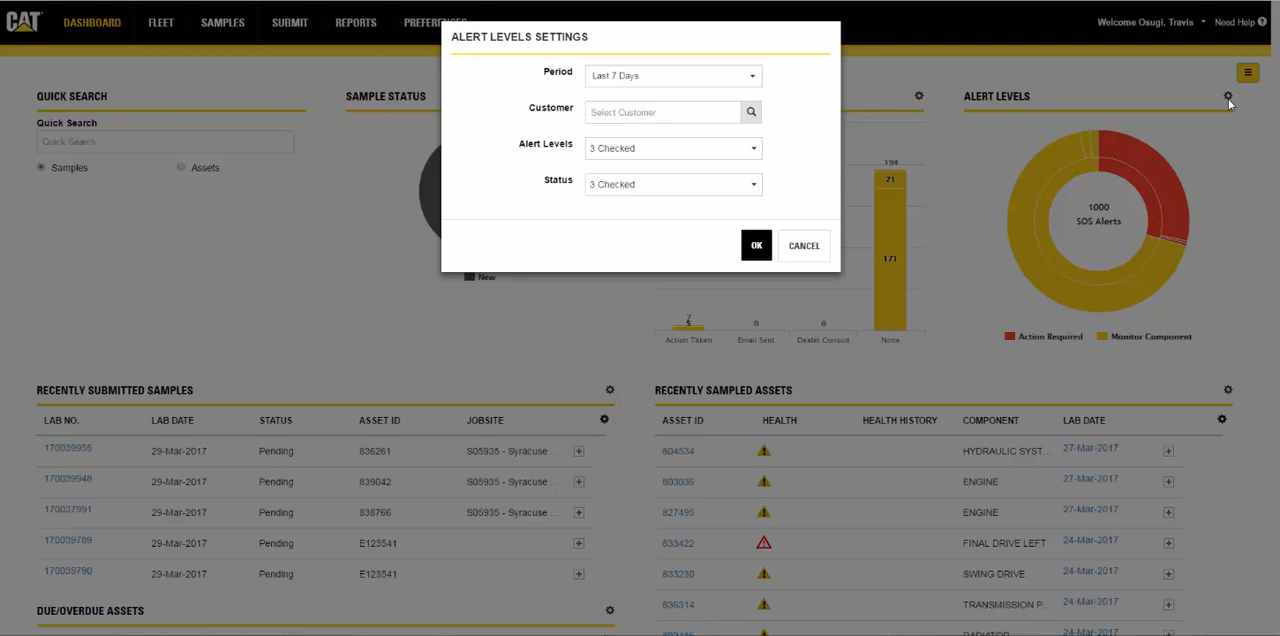 CAT
DASHBOARD FLEET SAMPLES SUBMIT REPORTS PREFERENCES
Welcome Osugi, Travis Need Help
ALERT LEVELS SETTINGS
Period Last 7 Days
Customer Select Customer
Alert Levels 3 Checked
Status 3 Checked
OK CANCEL
QUICK SEARCH
Quick Search
Quick Search
Samples Assets
SAMPLE STATUS
New
194
21
171
7
5
0
0
Action Taken Email Sent Dealer Consult None
ALERT LEVELS
1000
SOS Alerts
Action Required Monitor Component
RECENTLY SUBMITTED SAMPLES
LAB NO. LAB DATE STATUS ASSET ID JOBSITE
170039955 29-Mar-2017 Pending 836261 S05935 - Syracuse ...
170039948 29-Mar-2017 Pending 839042 S05935 - Syracuse ...
170037991 29-Mar-2017 Pending 838766 S05935 - Syracuse ...
170039789 29-Mar-2017 Pending E123541
170039790 29-Mar-2017 Pending E123541
DUE/OVERDUE ASSETS
RECENTLY SAMPLED ASSETS
ASSET ID HEALTH HEALTH HISTORY COMPONENT LAB DATE
804534 HYDRAULIC SYST... 27-Mar-2017
803036 ENGINE 27-Mar-2017
827495 ENGINE 27-Mar-2017
633422 FINAL DRIVE LEFT 24-Mar-2017
833230 SWING DRIVE 24-Mar-2017
836314 TRANSMISSION P... 24-Mar-2017